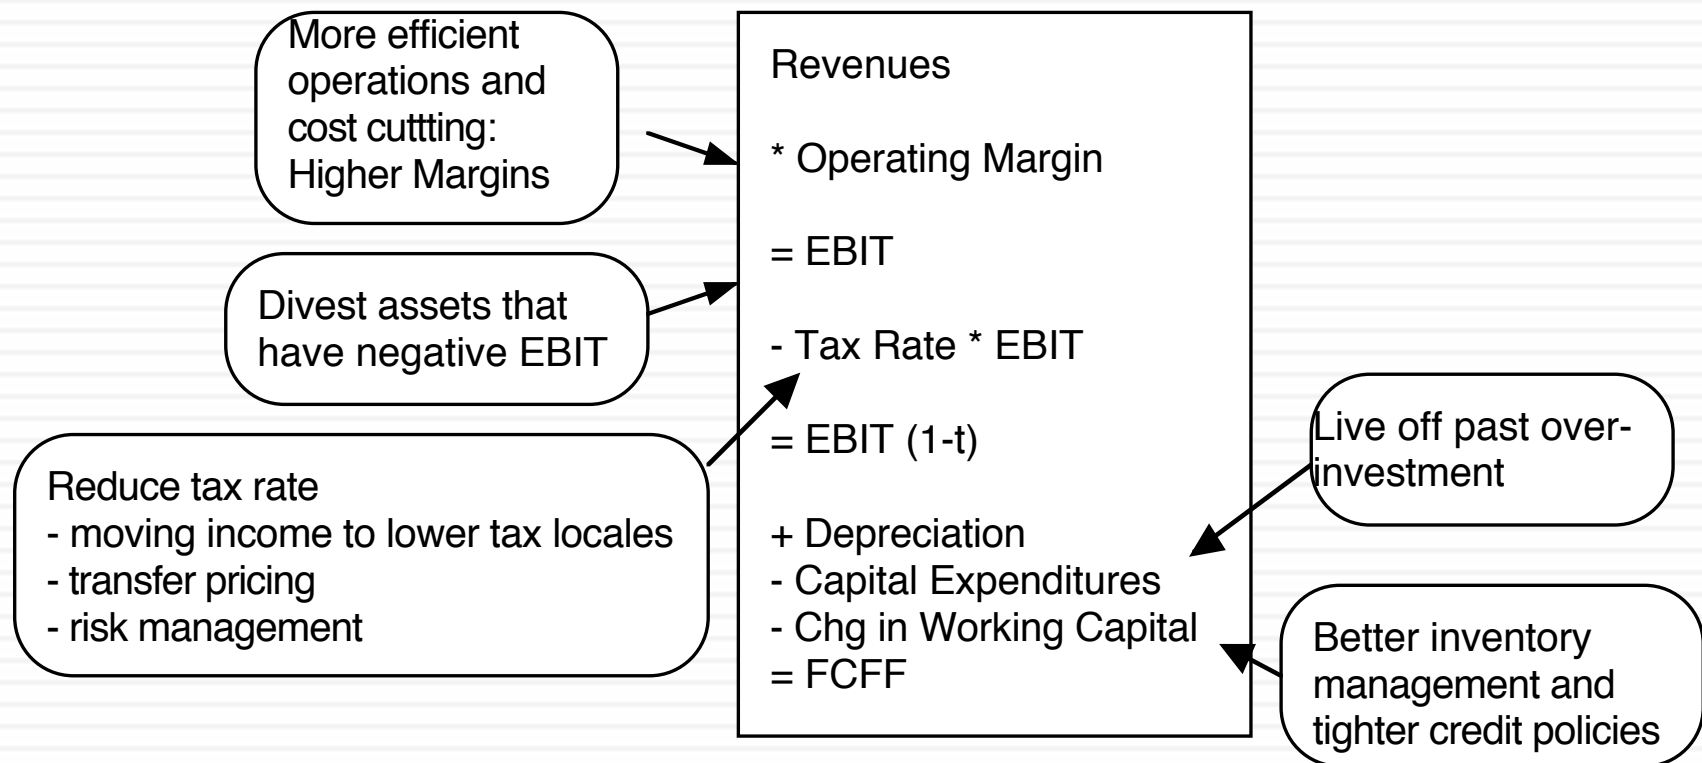 More efficient
operations and
cost cuttting:
Higher Margins
Divest assets that
have negative EBIT
Reduce tax rate
- moving income to lower tax locales
- transfer pricing
- risk management
Revenues
* Operating Margin
= EBIT
- Tax Rate * EBIT
= EBIT (1-t)
+ Depreciation
- Capital Expenditures
- Chg in Working Capital
= FCFF
Live off past over-
investment
Better inventory
management and
tighter credit policies